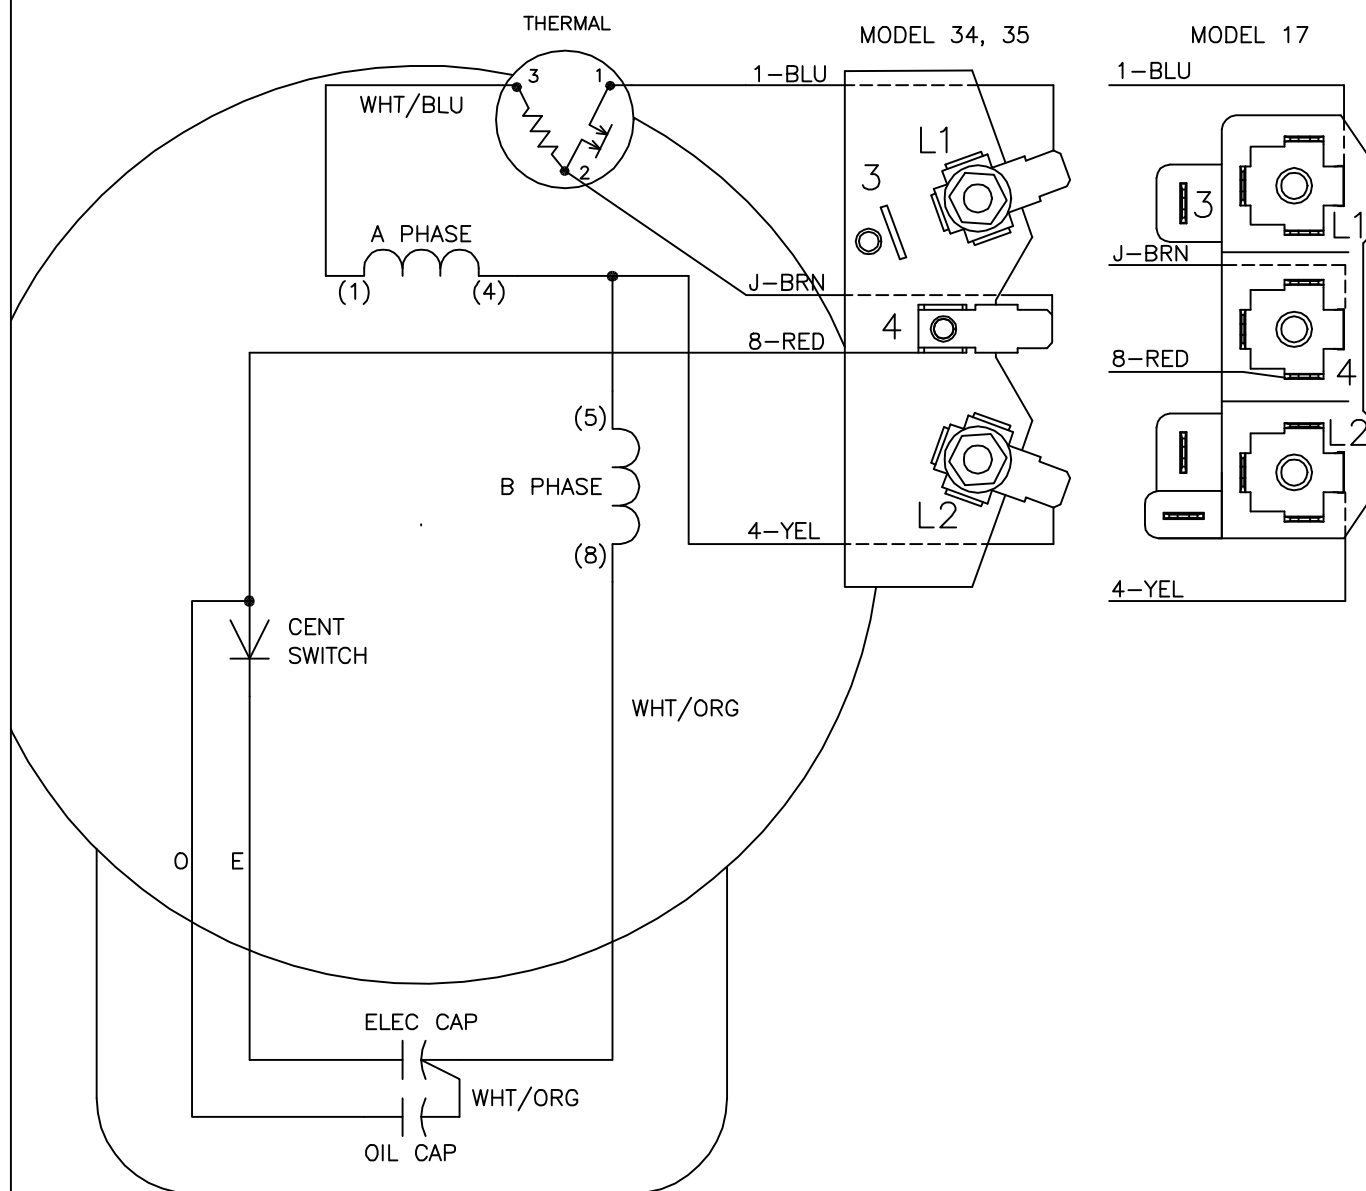 THERMAL
MODEL 34, 35
MODEL 17
3
1
1-BLU
1-BLU
WHT/BLU
L1
2
3
3
L1
A PHASE
J-BRN
J-BRN
(1)
(4)
4
8-RED
8-RED
4
(5)
L2
B PHASE
L2
4-YEL
(8)
4-YEL
CENT
SWITCH
WHT/ORG
O
E
ELEC CAP
WHT/ORG
OIL CAP